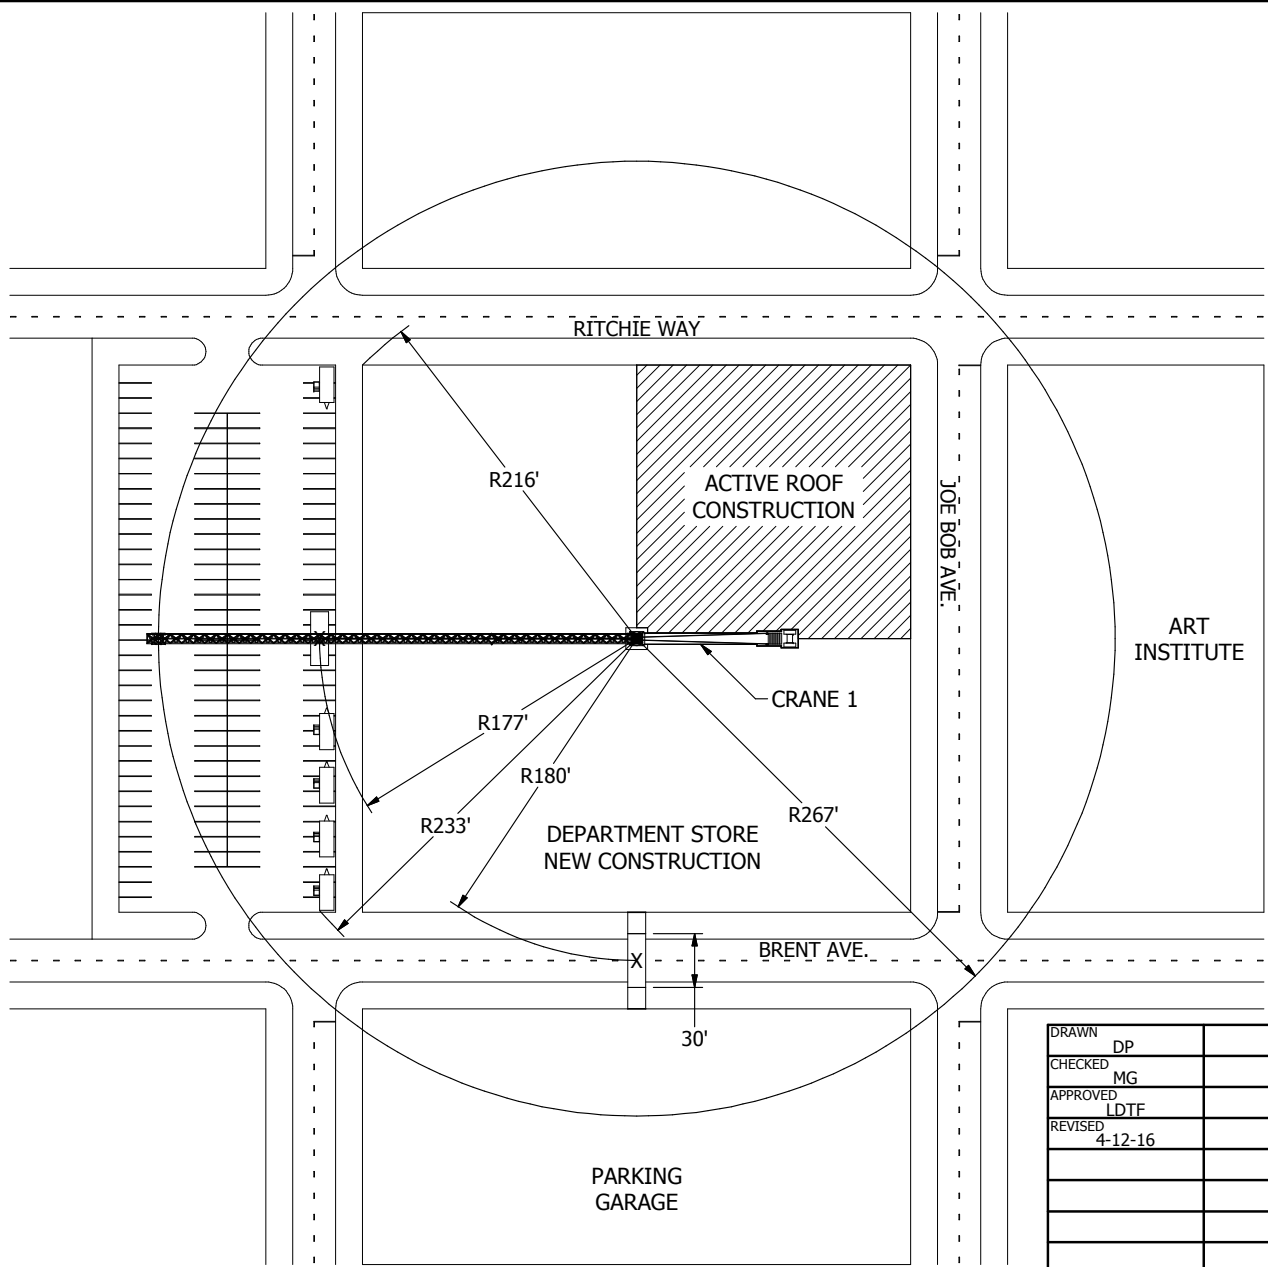 RITCHIE WAY
R216'
ACTIVE ROOF
CONSTRUCTION
JOE BOB AVE.
ART
INSTITUTE
CRANE 1
R177'
R180'
R233'
R267'
DEPARTMENT STORE
NEW CONSTRUCTION
BRENT AVE.
X
30'
PARKING
GARAGE
DRAWN
DP
CHECKED
MG
APPROVED
LDTF
REVISED
4-12-16